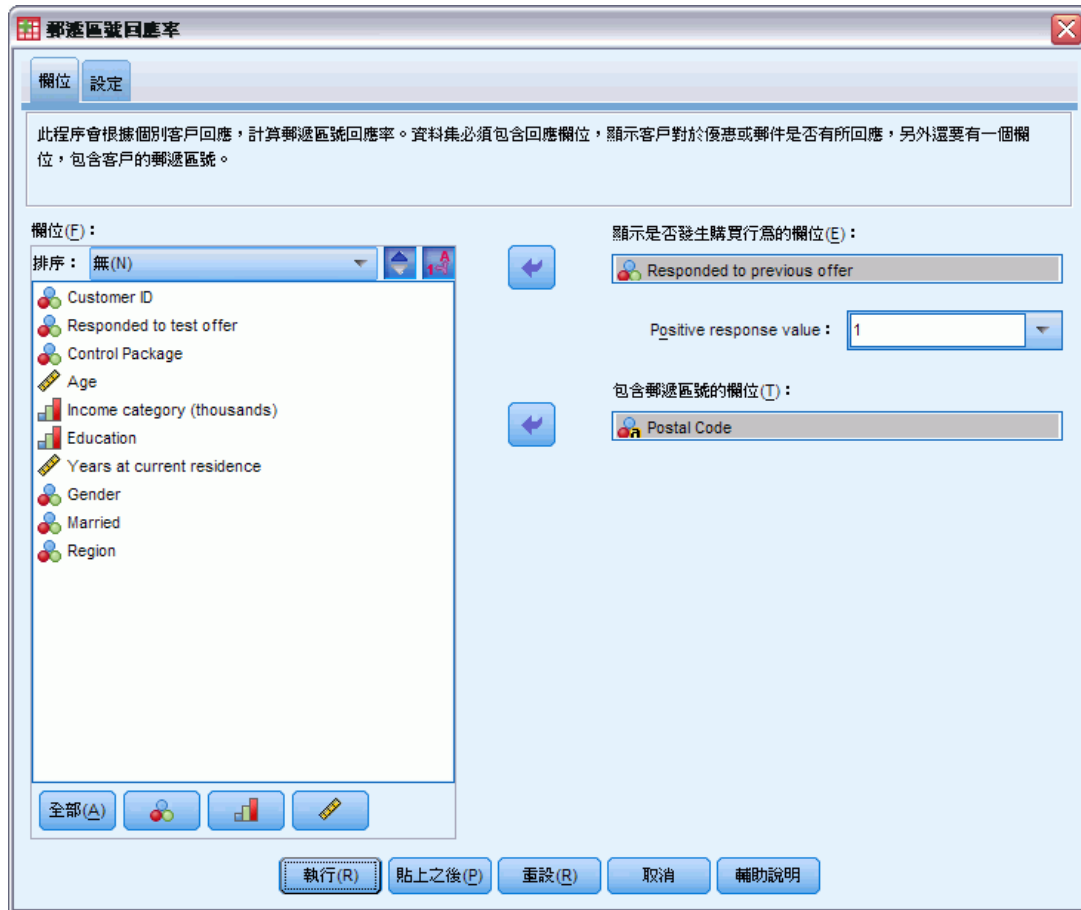 郵遞區號回應率
欄位 設定
此程序會根據個別客戶回應，計算郵遞區號回應率。資料集必須包含回應欄位，顯示客戶對於優惠或郵件是否有所回應，另外還要有一個欄
位，包含客戶的郵遞區號。
欄位(F)：
排序： 無(N)
Customer ID
Responded to test offer
Control Package
Age
Income category (thousands)
Education
Years at current residence
Gender
Married
Region
全部(A)
顯示是否發生購買行為的欄位(E)：
Responded to previous offer
Positive response value： 1
包含郵遞區號的欄位(T)：
Postal Code
執行(R) 貼上之後(P) 重設(R) 取消 輔助說明